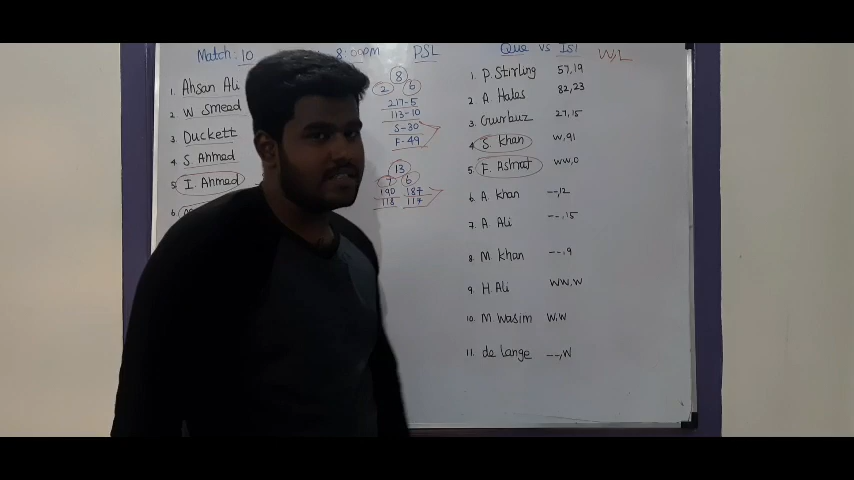 Match: 10 8:00PM PSL
1. Ahsan Ali
2. W Smeed
3. Duckett
4. S. Ahmed
5. I. Ahmed
6.
8
2 6
217-5
113-10
S-30
F-49
13
7 6
190 187
118 117
Que vs Isl W,L
1. P. Stirling 57,19
2. A. Hales 82,23
3. Gurbuz 27,15
4. S. Khan W,91
5. F. Ashraf WW,0
6. A. Khan --,12
7. A Ali --,15
8. M. Khan --,9
9. H. Ali WW,W
10. M Wasim W,W
11. de lange --,W